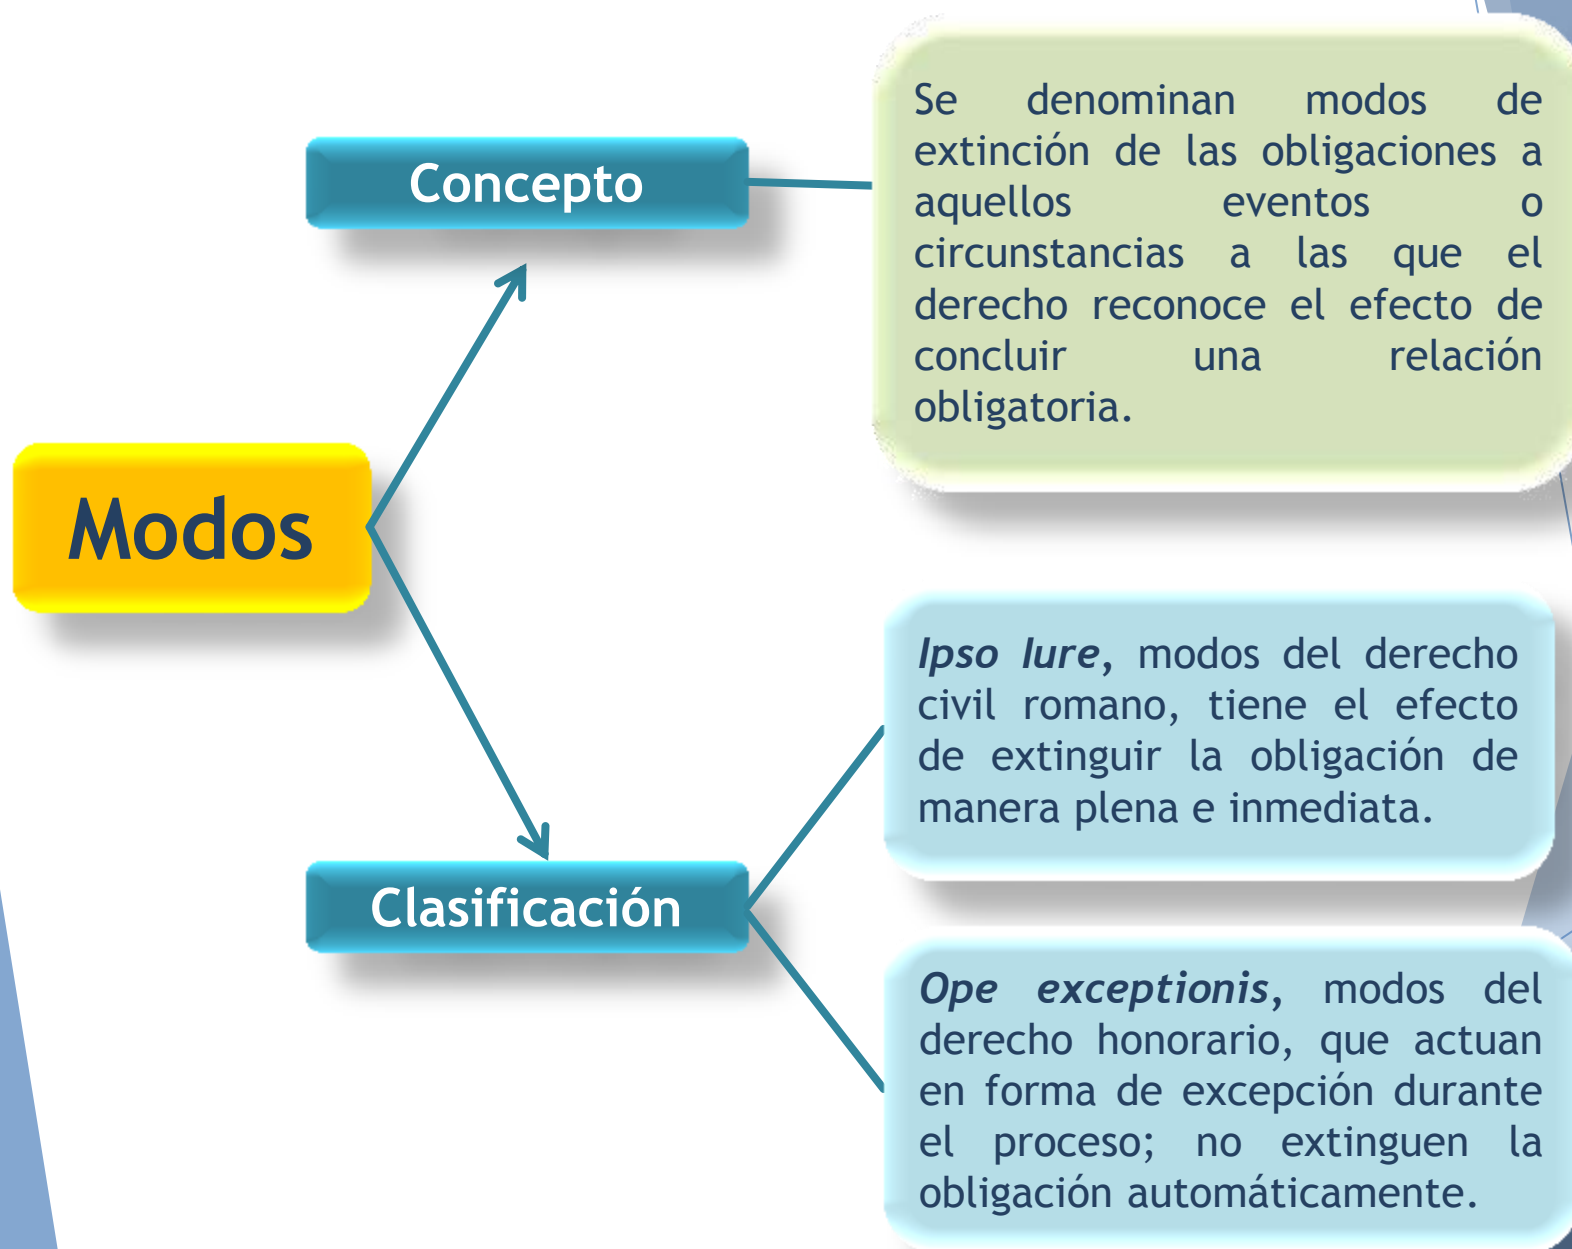 Concepto
Se denominan modos de
extinción de las obligaciones a
aquellos eventos o
circunstancias a las que el
derecho reconoce el efecto de
concluir una relación
obligatoria.
Modos
Ipso Iure, modos del derecho
civil romano, tiene el efecto
de extinguir la obligación de
manera plena e inmediata.
Clasificación
Ope exceptionis, modos del
derecho honorario, que actuan
en forma de excepción durante
el proceso; no extinguen la
obligación automáticamente.